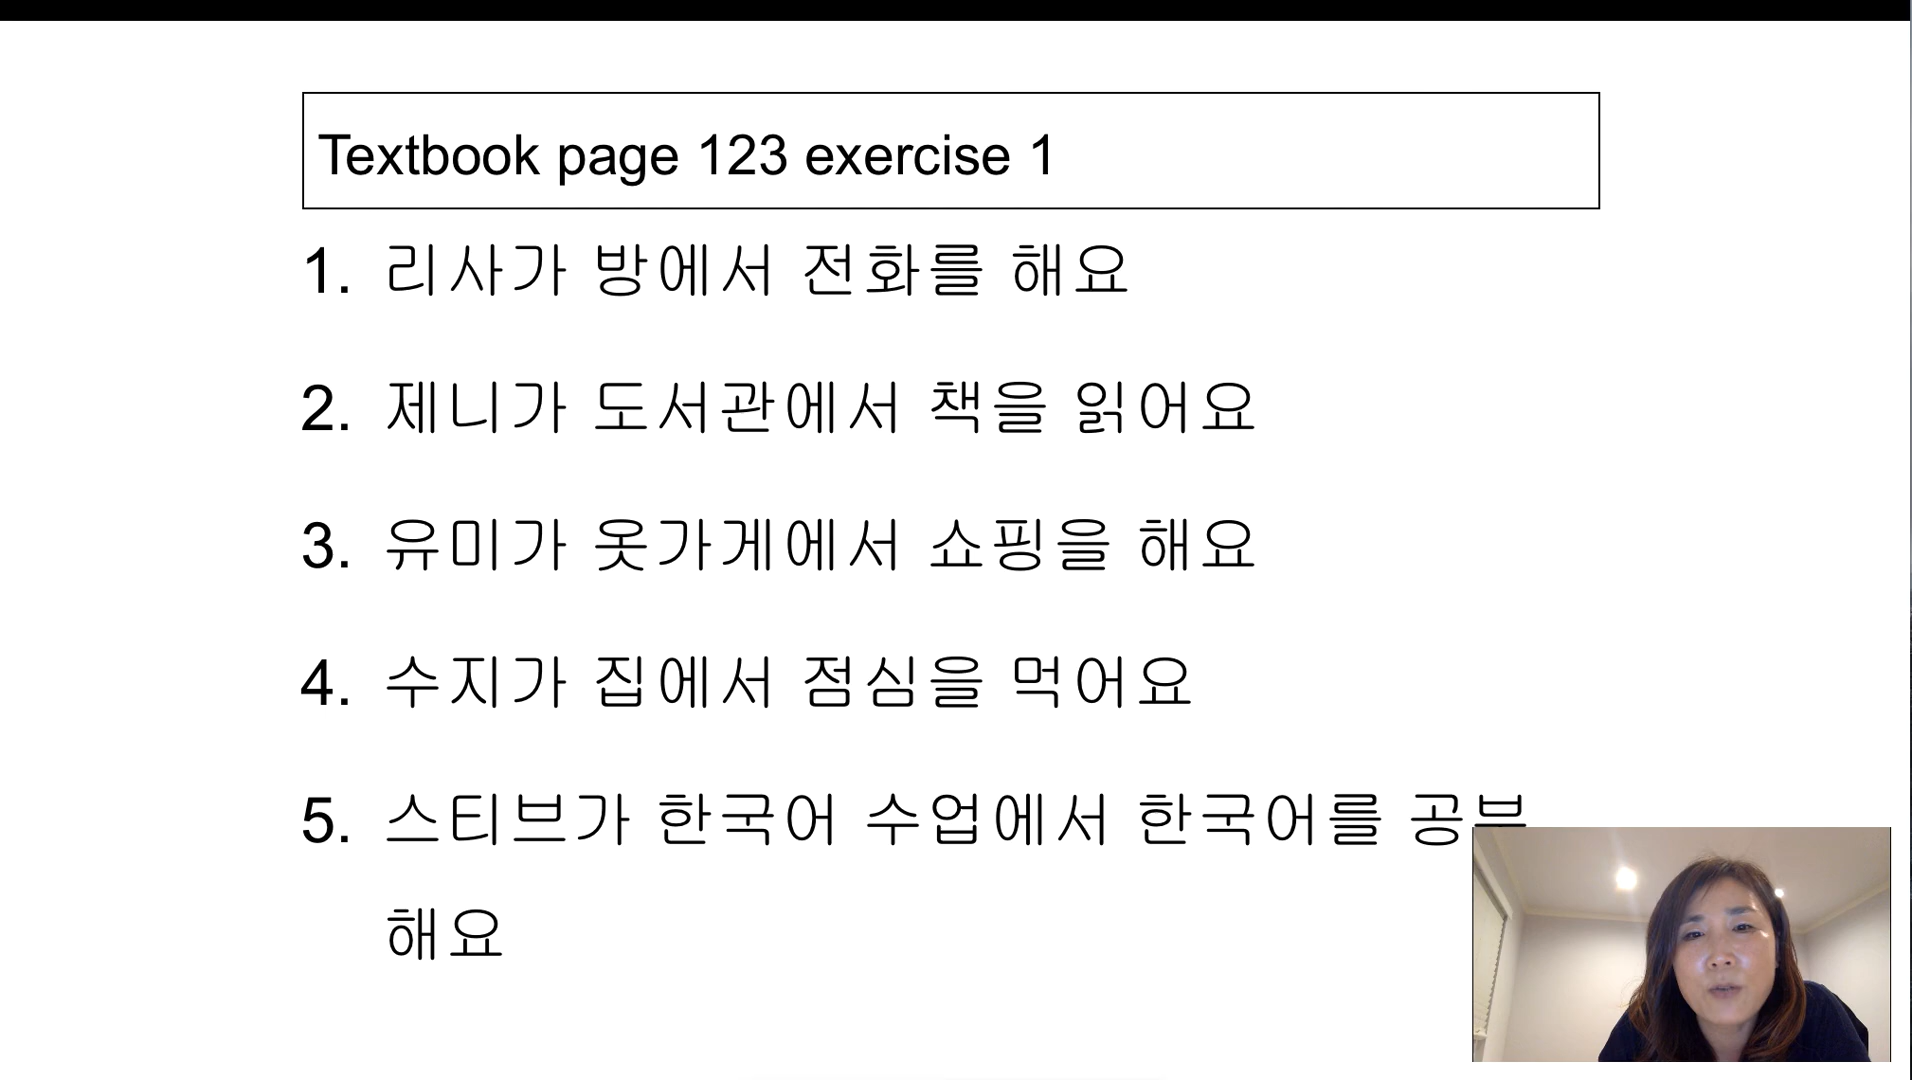 Textbook page 123 exercise 1
1. 리사가 방에서 전화를 해요
2. 제니가 도서관에서 책을 읽어요
3. 유미가 옷가게에서 쇼핑을 해요
4. 수지가 집에서 점심을 먹어요
5. 스티브가 한국어 수업에서 한국어를 공부
해요